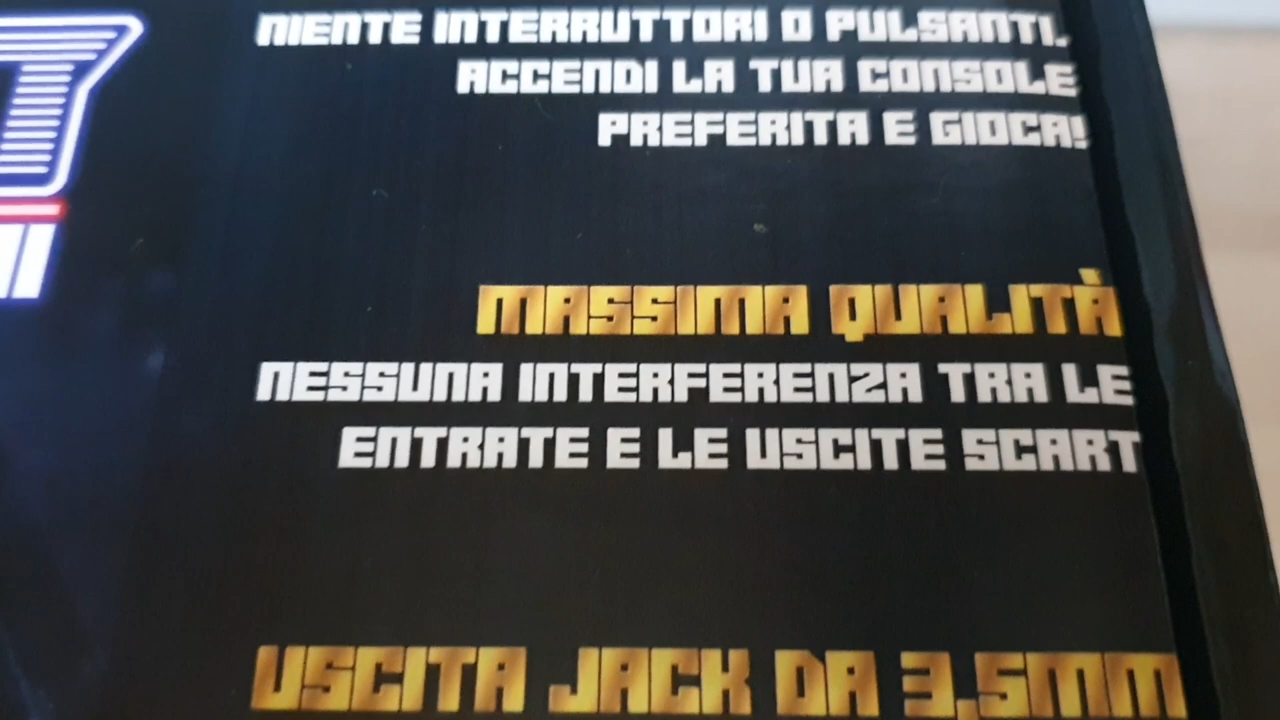 NIENTE INTERRUTTORI O PULSANTI.
ACCENDI LA TUA CONSOLE
PREFERITA E GIOCA!
MASSIMA QUALITÀ
NESSUNA INTERFERENZA TRA LE
ENTRATE E LE USCITE SCART
USCITA JACK DA 3,5MM